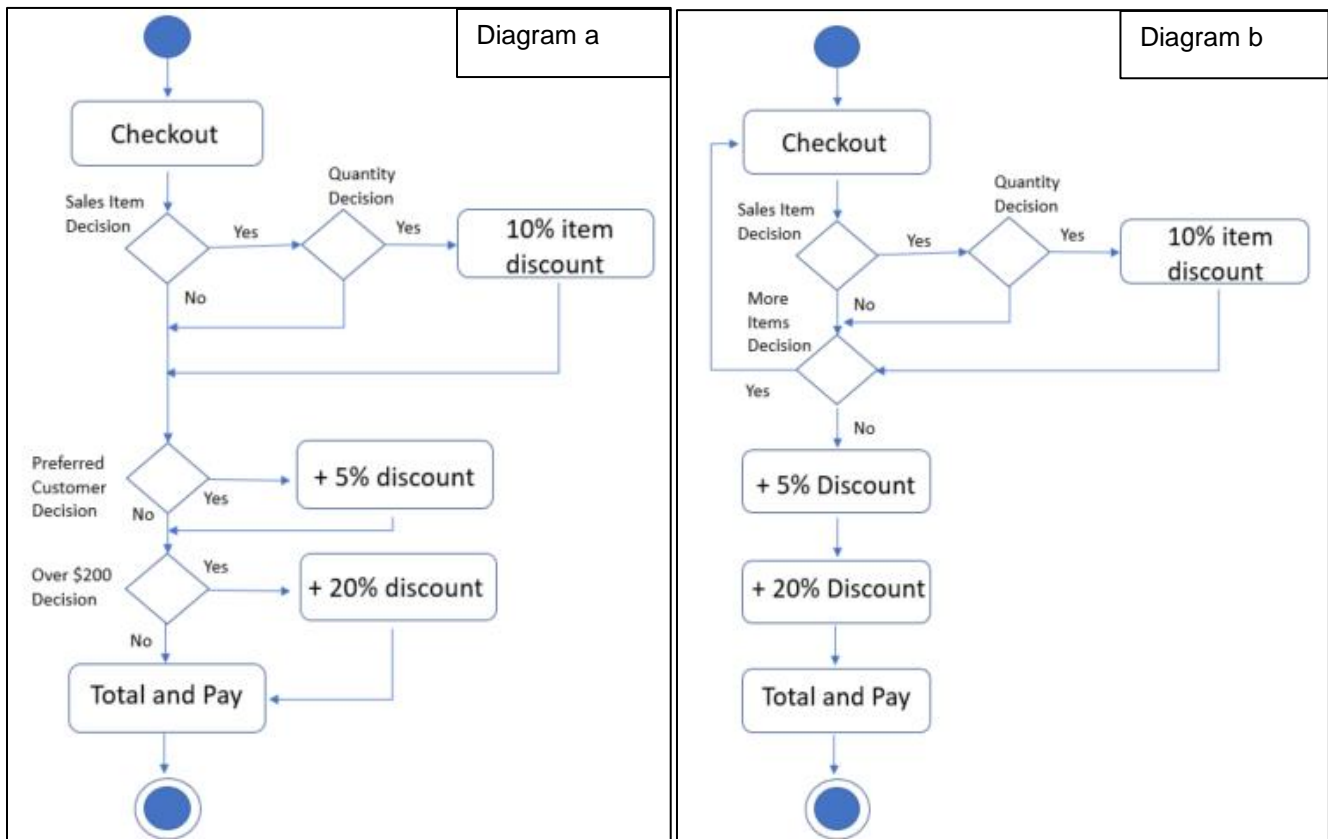 Diagram a
Checkout
Quantity
Decision
Sales Item
Decision
Yes
Yes
10% item
discount
No
Preferred
Customer
Decision
Yes
+ 5% discount
No
Over $200
Decision
Yes
+ 20% discount
No
Total and Pay
Diagram b
Checkout
Quantity
Decision
Sales Item
Decision
Yes
Yes
10% item
discount
More
Items
Decision
No
Yes
No
+ 5% Discount
+ 20% Discount
Total and Pay